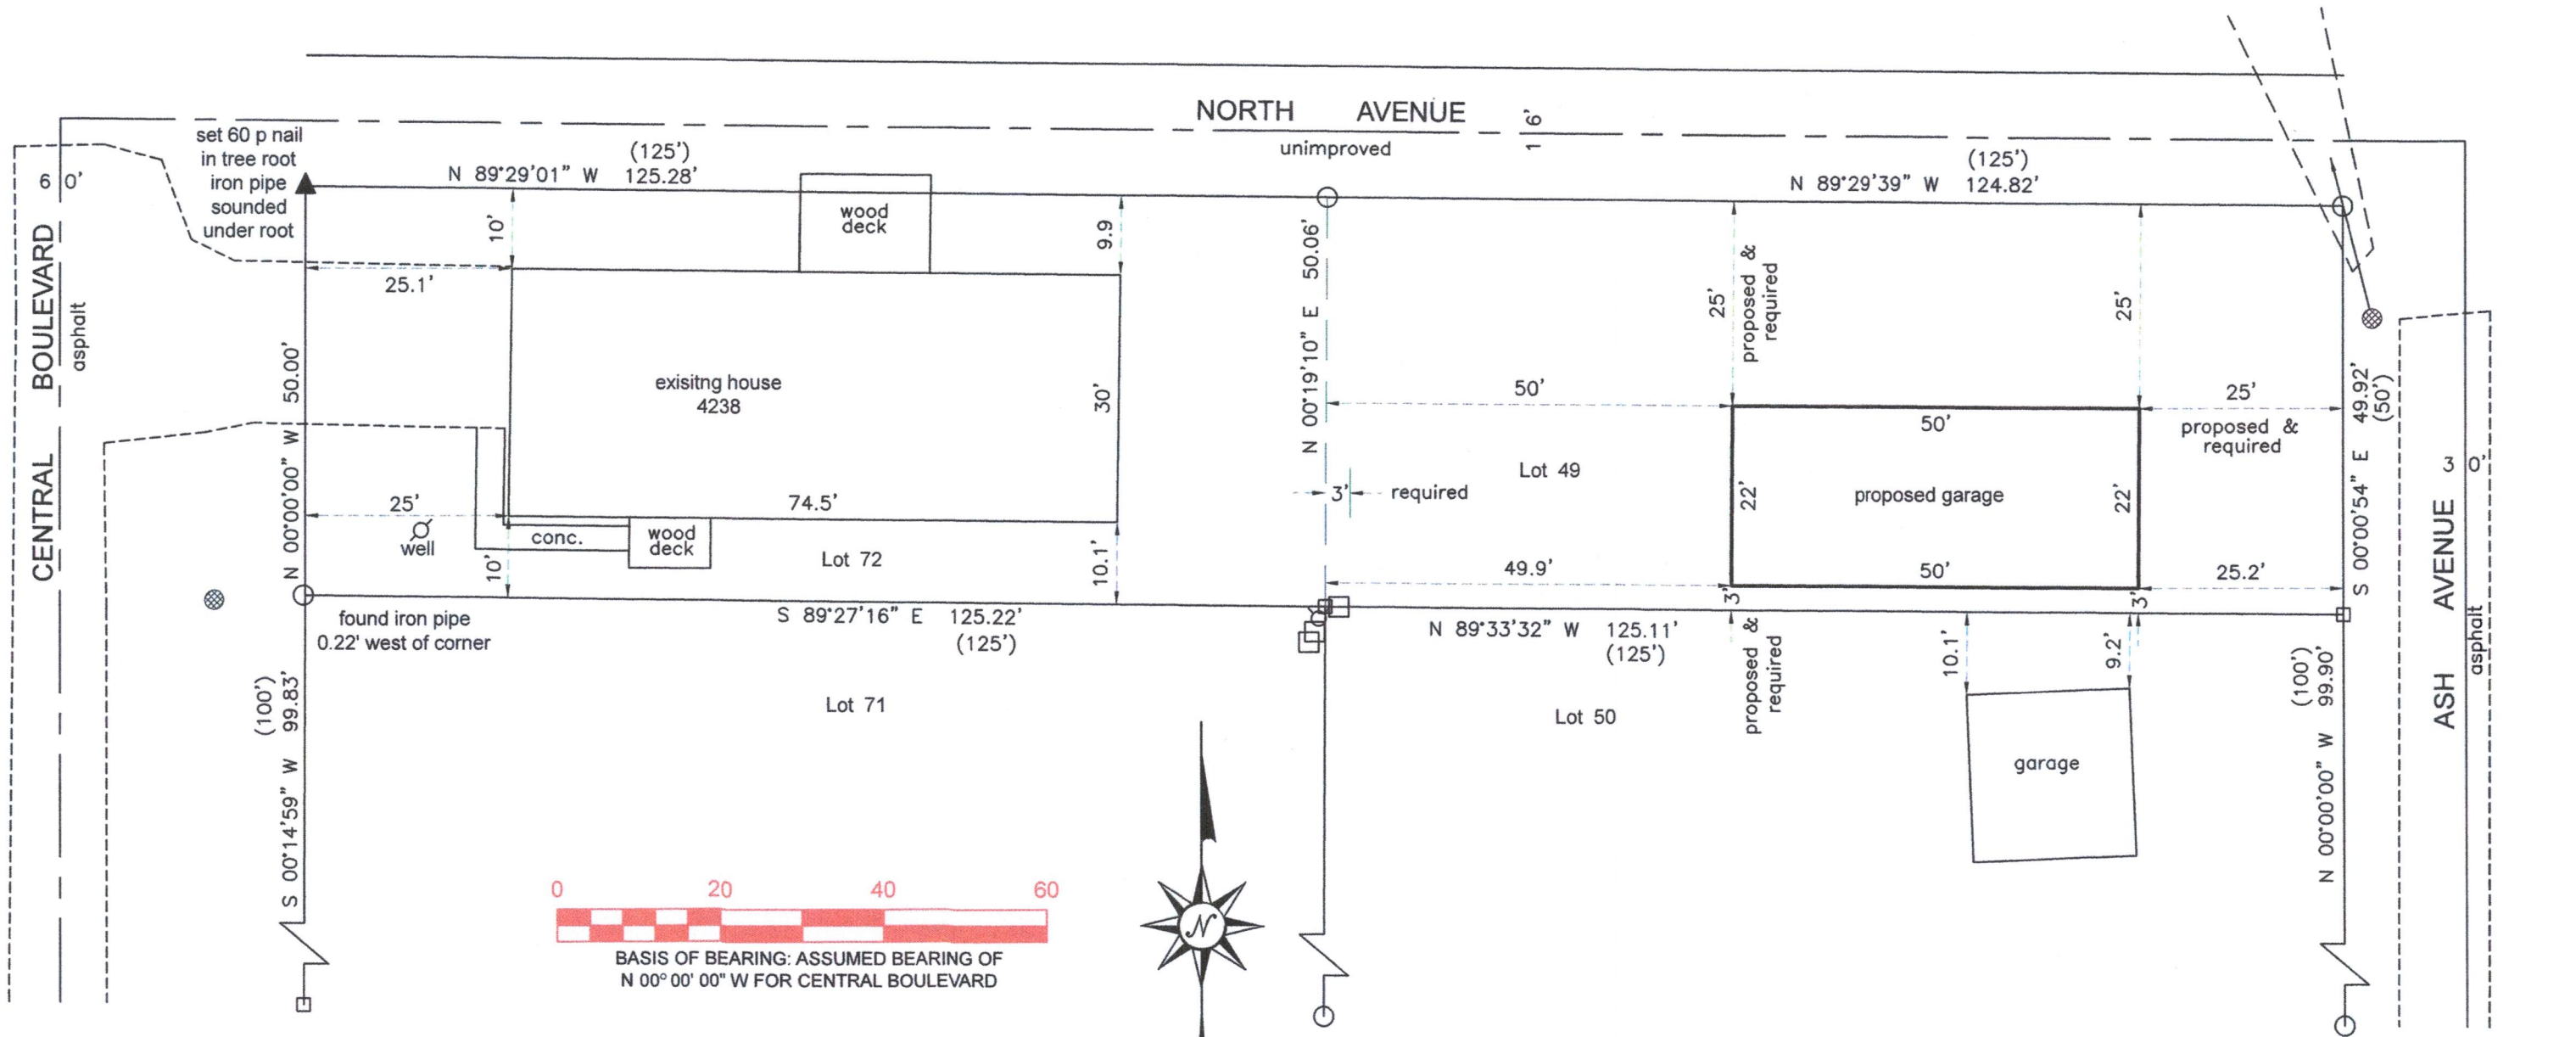 NORTH AVENUE
1 6'
unimproved
set 60 p nail
in tree root
iron pipe
sounded
under root
6 0'
CENTRAL BOULEVARD
asphalt
(125')
N 89°29'01" W 125.28'
(125')
N 89°29'39" W 124.82'
wood
deck
10'
9.9
25.1'
N 00°00'00" W 50.00'
exisitng house
4238
30'
74.5'
25'
well
10'
conc.
wood
deck
Lot 72
10.1'
N 00°19'10" E 50.06'
25'
proposed &
required
25'
50'
50'
25'
proposed &
required
Lot 49
3'
required
22'
proposed garage
22'
49.9'
50'
25.2'
3'
3'
S 00°00'54" E 49.92'
(50')
3 0'
ASH AVENUE
asphalt
found iron pipe
0.22' west of corner
S 89°27'16" E 125.22'
(125')
N 89°33'32" W 125.11'
(125')
proposed &
required
10.1'
9.2'
(100')
S 00°14'59" W 99.83'
Lot 71
Lot 50
garage
(100')
N 00°00'00" W 99.90'
0 20 40 60
BASIS OF BEARING: ASSUMED BEARING OF
N 00° 00' 00" W FOR CENTRAL BOULEVARD
N